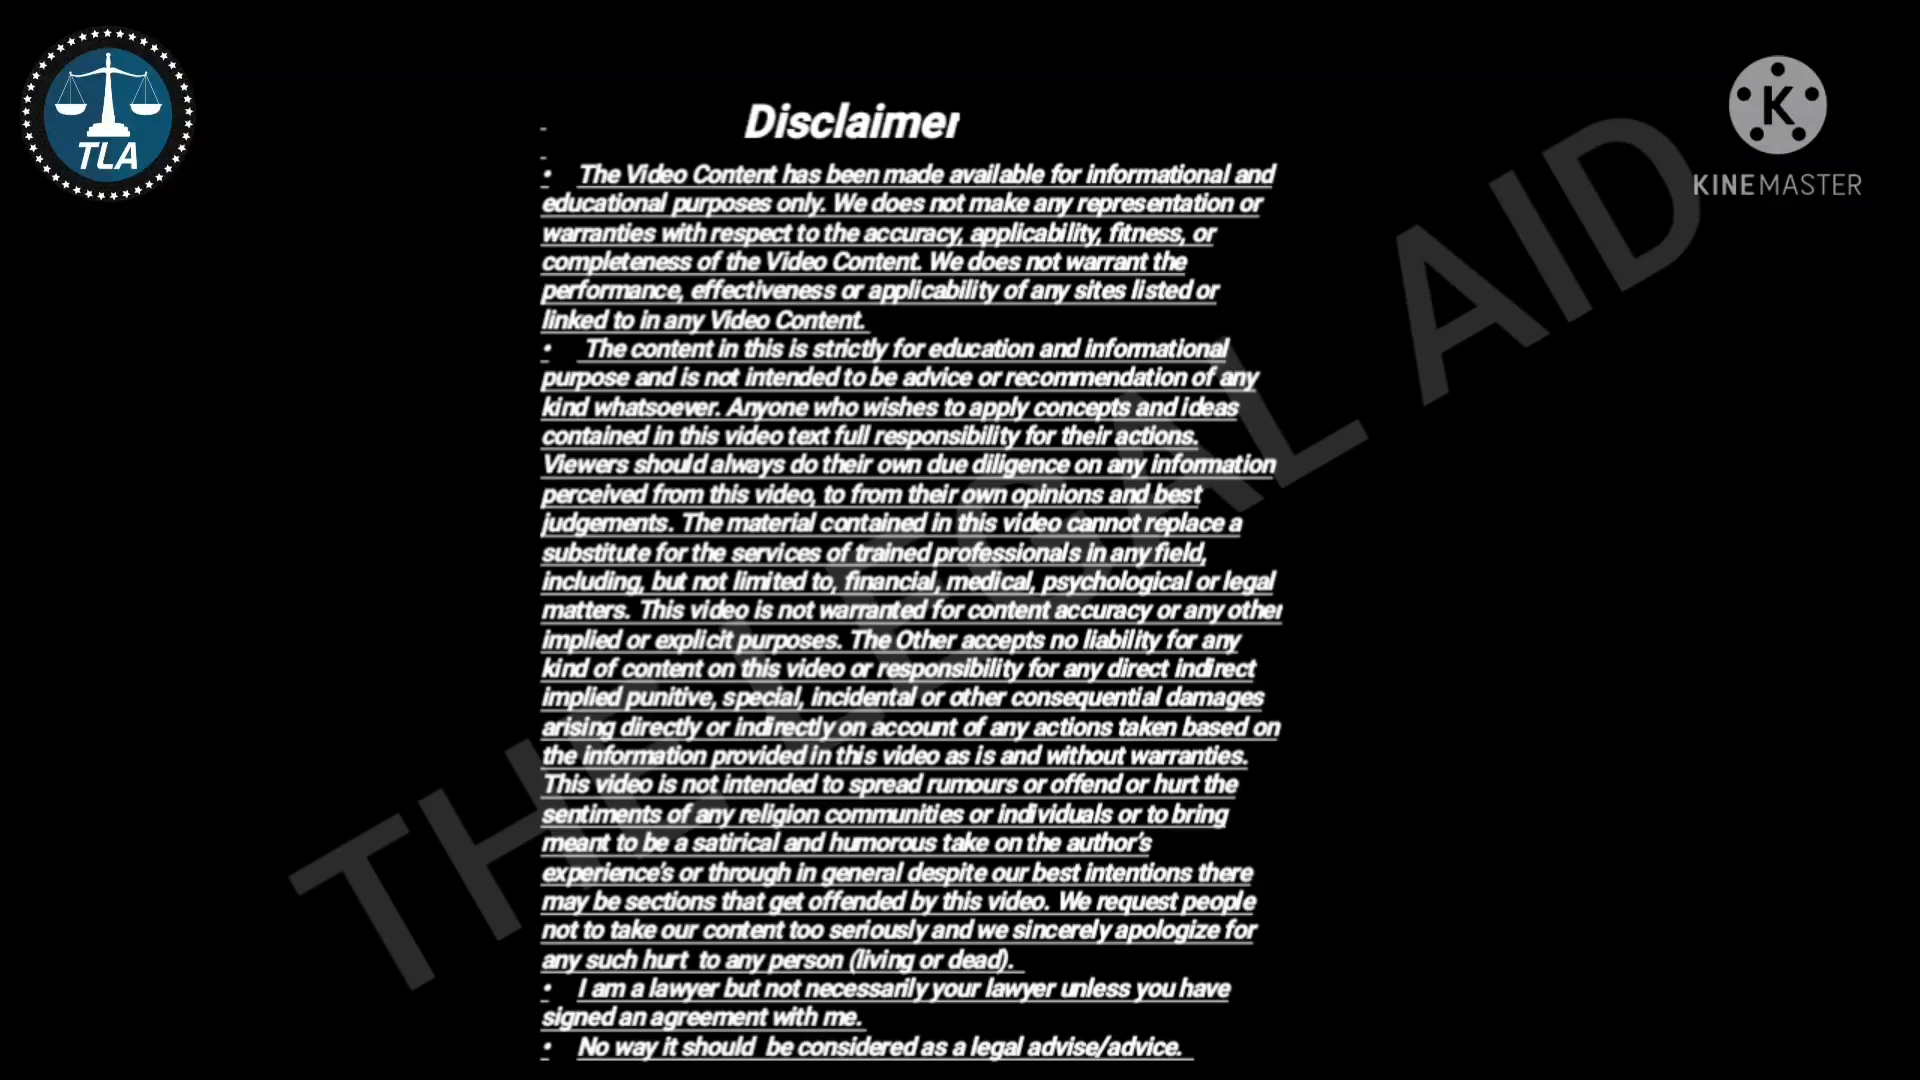 Disclaimer
• The Video Content has been made available for informational and
educational purposes only. We does not make any representation or
warranties with respect to the accuracy, applicability, fitness, or
completeness of the Video Content. We does not warrant the
performance, effectiveness or applicability of any sites listed or
linked to in any Video Content.
• The content in this is strictly for education and informational
purpose and is not intended to be advice or recommendation of any
kind whatsoever. Anyone who wishes to apply concepts and ideas
contained in this video text full responsibility for their actions.
Viewers should always do their own due diligence on any information
perceived from this video, to from their own opinions and best
judgements. The material contained in this video cannot replace a
substitute for the services of trained professionals in any field,
including, but not limited to, financial, medical, psychological or legal
matters. This video is not warranted for content accuracy or any other
implied or explicit purposes. The Other accepts no liability for any
kind of content on this video or responsibility for any direct indirect
implied punitive, special, incidental or other consequential damages
arising directly or indirectly on account of any actions taken based on
the information provided in this video as is and without warranties.
This video is not intended to spread rumours or offend or hurt the
sentiments of any religion communities or individuals or to bring
meant to be a satirical and humorous take on the author's
experience's or through in general despite our best intentions there
may be sections that get offended by this video. We request people
not to take our content too seriously and we sincerely apologize for
any such hurt to any person (living or dead).
• I am a lawyer but not necessarily your lawyer unless you have
signed an agreement with me.
• No way it should be considered as a legal advise/advice.
TLA
K
KINEMASTER
THE LEGAL AID